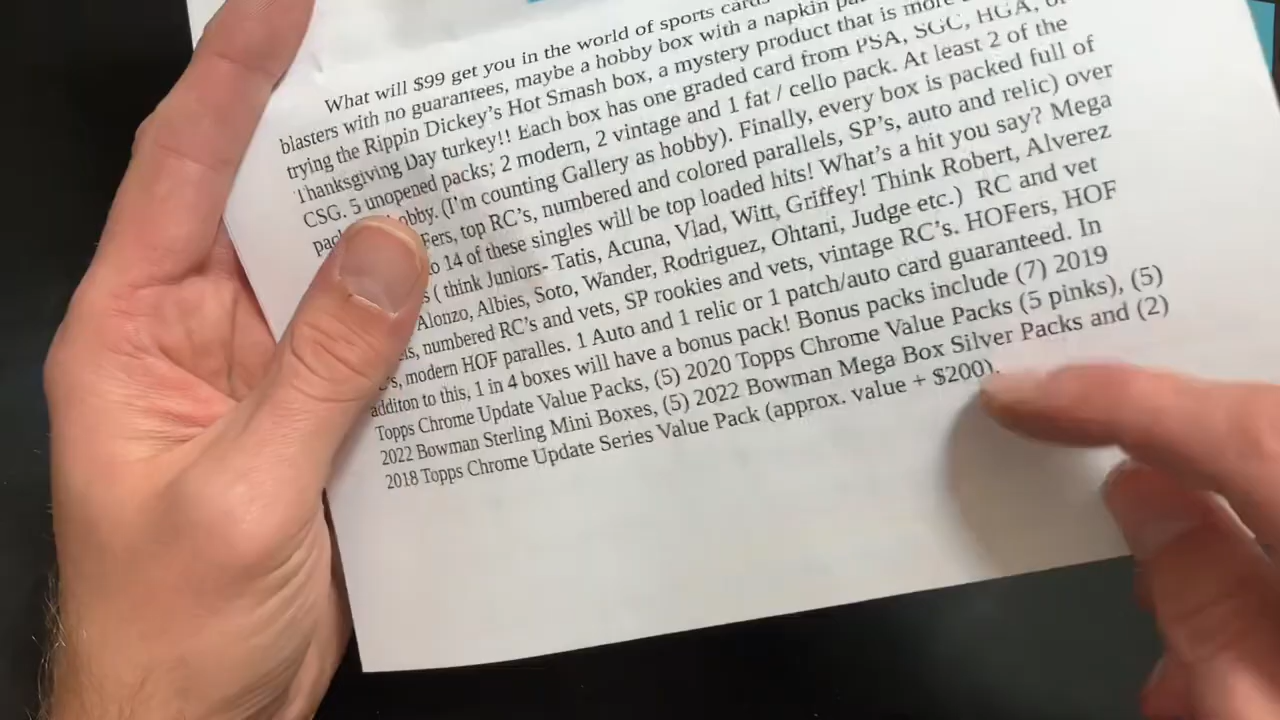 What will $99 get you in the world of sports cards
blasters with no guarantees, maybe a hobby box with a napkin
trying the Rippin Dickey's Hot Smash box, a mystery product that is more
Thanksgiving Day turkey!! Each box has one graded card from PSA, SGC, HGA, or
CSG. 5 unopened packs; 2 modern, 2 vintage and 1 fat / cello pack. At least 2 of the
hobby. (I'm counting Gallery as hobby). Finally, every box is packed full of
Fers, top RC's, numbered and colored parallels, SP's, auto and relic) over
o 14 of these singles will be top loaded hits! What's a hit you say? Mega
s ( think Juniors- Tatis, Acuna, Vlad, Witt, Griffey! Think Robert, Alverez
Alonzo, Albies, Soto, Wander, Rodriguez, Ohtani, Judge etc.) RC and vet
els, numbered RC's and vets, SP rookies and vets, vintage RC's. HOFers, HOF
's, modern HOF paralles. 1 Auto and 1 relic or 1 patch/auto card guaranteed. In
additon to this, 1 in 4 boxes will have a bonus pack! Bonus packs include (7) 2019
Topps Chrome Update Value Packs, (5) 2020 Topps Chrome Value Packs (5 pinks), (5)
2022 Bowman Sterling Mini Boxes, (5) 2022 Bowman Mega Box Silver Packs and (2)
2018 Topps Chrome Update Series Value Pack (approx. value + $200).